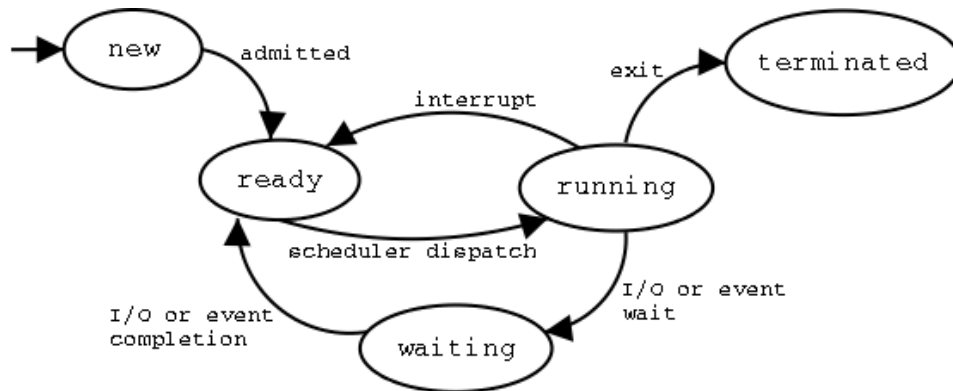 new
admitted
terminated
exit
interrupt
ready
running
scheduler dispatch
I/O or event
wait
I/O or event
completion
waiting